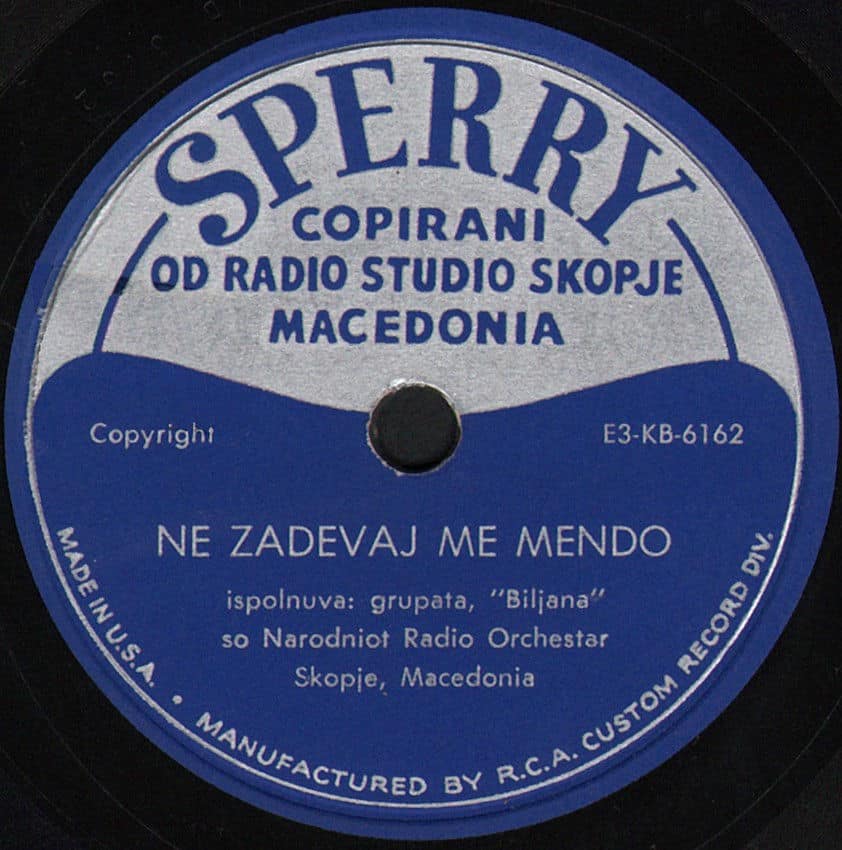 SPERRY
COPIRANI
OD RADIO STUDIO SKOPJE
MACEDONIA
Copyright
E3-KB-6162
NE ZADEVAJ ME MENDO
ispolnuva: grupata, "Biljana"
so Narodniot Radio Orchestar
Skopje, Macedonia
MADE IN U.S.A. • MANUFACTURED BY R.C.A. CUSTOM RECORD DIV.